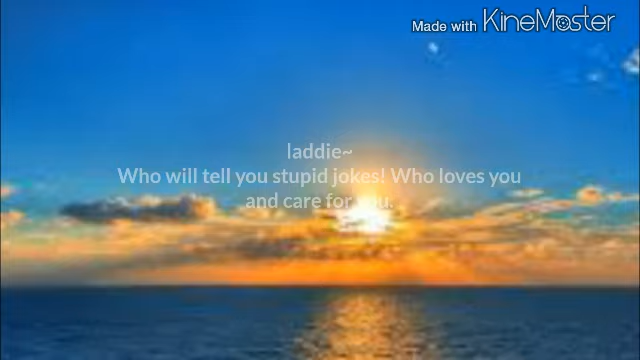 Made with KineMaster
laddie~
Who will tell you stupid jokes! Who loves you
and care for you.